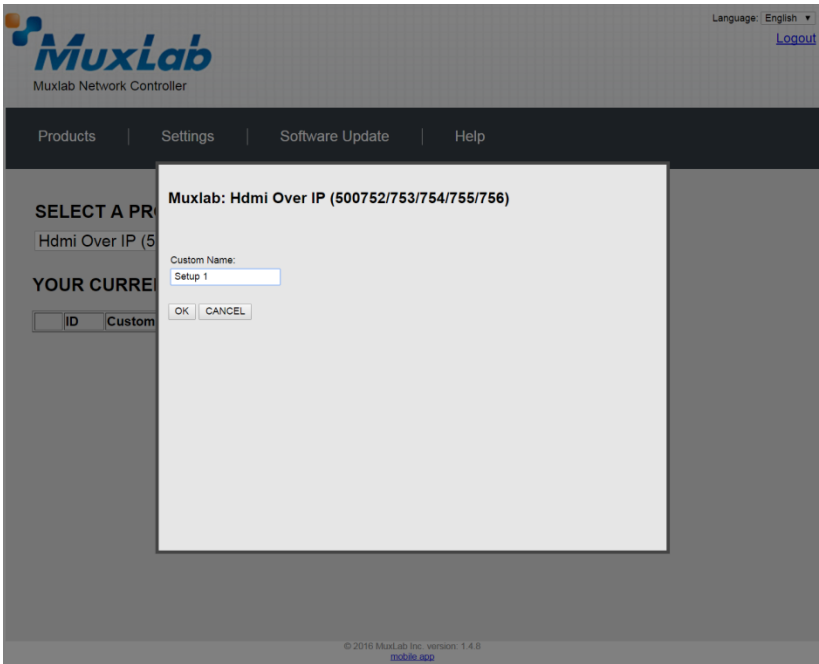 Language: English
MuxLab
Logout
Muxlab Network Controller
Products | Settings | Software Update | Help
Muxlab: Hdmi Over IP (500752/753/754/755/756)
SELECT A PR
Hdmi Over IP (5
Custom Name:
Setup 1
YOUR CURRE
OK CANCEL
ID Custom
© 2016 MuxLab Inc. version: 1.4.8
mobile app